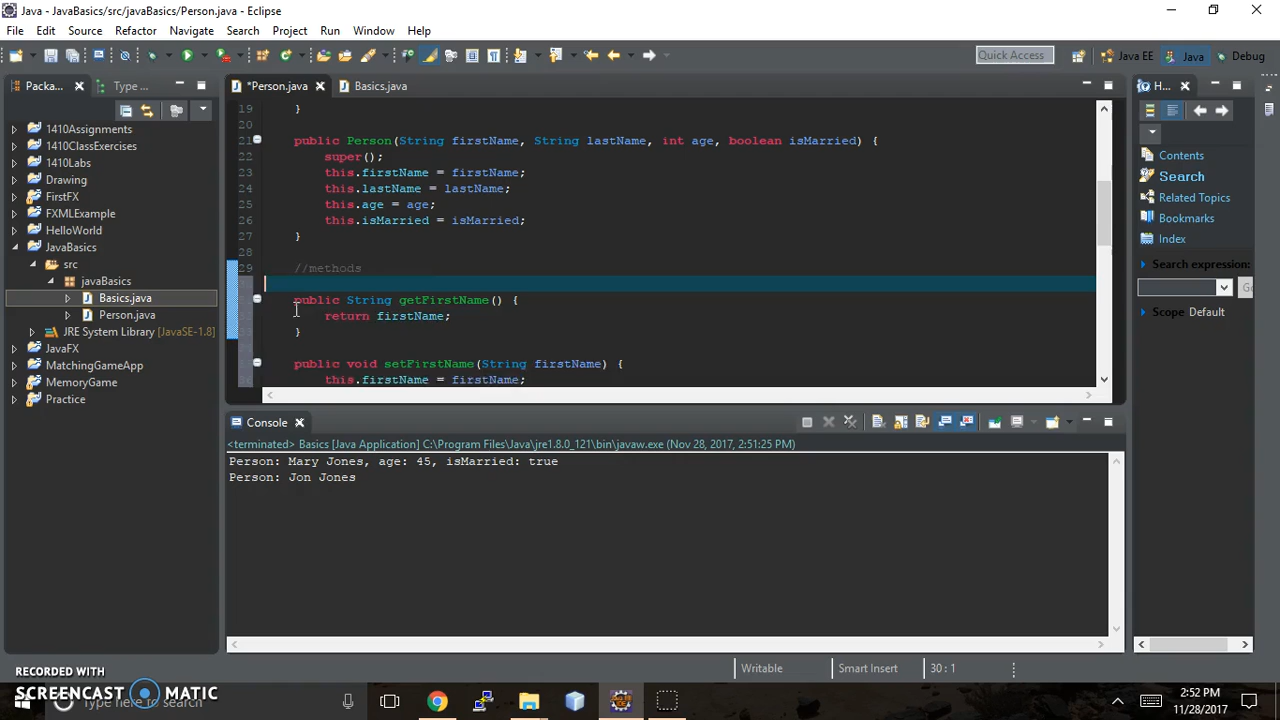 Java - JavaBasics/src/javaBasics/Person.java - Eclipse
File Edit Source Refactor Navigate Search Project Run Window Help
Quick Access Java EE Java Debug
Packa... Type ...
*Person.java Basics.java
H...
1410Assignments
1410ClassExercises
1410Labs
Drawing
FirstFX
FXMLExample
HelloWorld
JavaBasics
src
javaBasics
Basics.java
Person.java
JRE System Library [JavaSE-1.8]
JavaFX
MatchingGameApp
MemoryGame
Practice
19 }
20
21 public Person(String firstName, String lastName, int age, boolean isMarried) {
22 super();
23 this.firstName = firstName;
24 this.lastName = lastName;
25 this.age = age;
26 this.isMarried = isMarried;
27 }
28
29 //methods
public String getFirstName() {
return firstName;
}
public void setFirstName(String firstName) {
this.firstName = firstName;
Contents
Search
Related Topics
Bookmarks
Index
Search expression:
Go
Scope Default
Console
<terminated> Basics [Java Application] C:\Program Files\Java\jre1.8.0_121\bin\javaw.exe (Nov 28, 2017, 2:51:25 PM)
Person: Mary Jones, age: 45, isMarried: true
Person: Jon Jones
Writable Smart Insert 30 : 1
RECORDED WITH
SCREENCAST MATIC
Type here to search
2:52 PM
11/28/2017